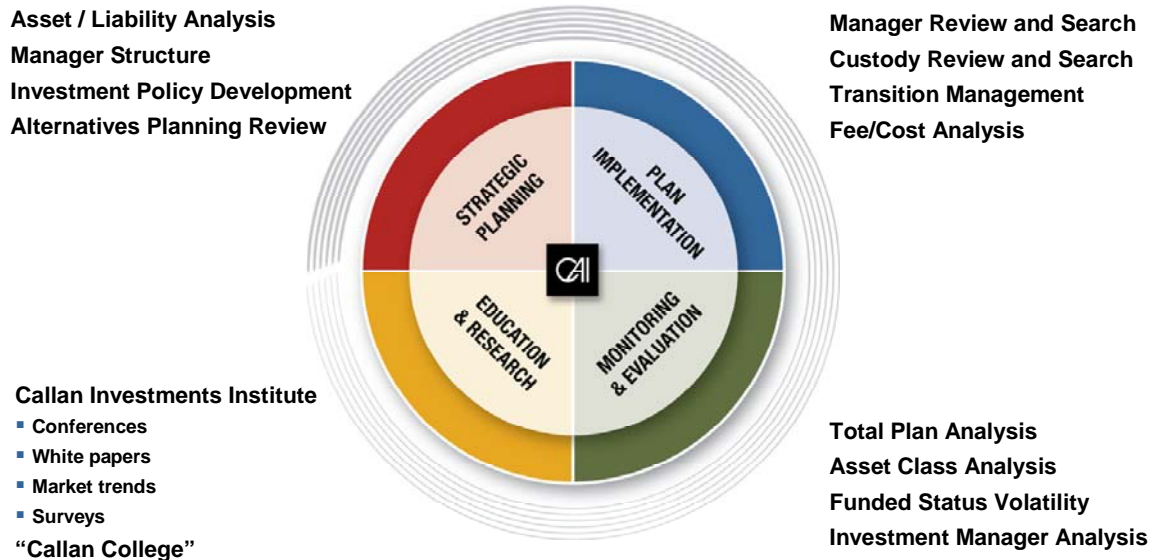 Asset / Liability Analysis
Manager Structure
Investment Policy Development
Alternatives Planning Review
Manager Review and Search
Custody Review and Search
Transition Management
Fee/Cost Analysis
STRATEGIC
PLANNING
PLAN
IMPLEMENTATION
CAI
EDUCATION
& RESEARCH
MONITORING
& EVALUATION
Callan Investments Institute
▪ Conferences
▪ White papers
▪ Market trends
▪ Surveys
“Callan College”
Total Plan Analysis
Asset Class Analysis
Funded Status Volatility
Investment Manager Analysis